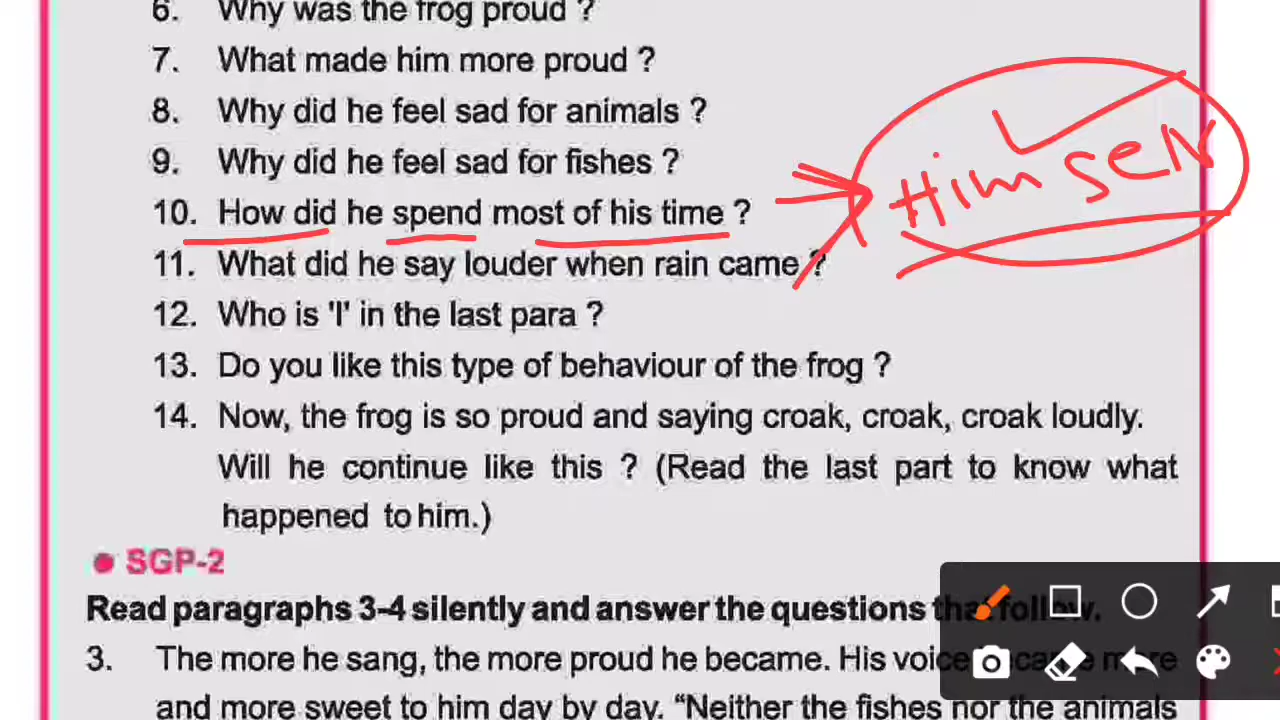 6. Why was the frog proud ?
7. What made him more proud ?
8. Why did he feel sad for animals ?
9. Why did he feel sad for fishes ?
10. How did he spend most of his time ?
Him
11. What did he say louder when rain came ?
12. Who is 'I' in the last para ?
13. Do you like this type of behaviour of the frog ?
14. Now, the frog is so proud and saying croak, croak, croak loudly.
Will he continue like this ? (Read the last part to know what
happened to him.)
• SGP-2
Read paragraphs 3-4 silently and answer the questions that follow.
3. The more he sang, the more proud he became. His voice became more
and more sweet to him day by day. “Neither the fishes nor the animals